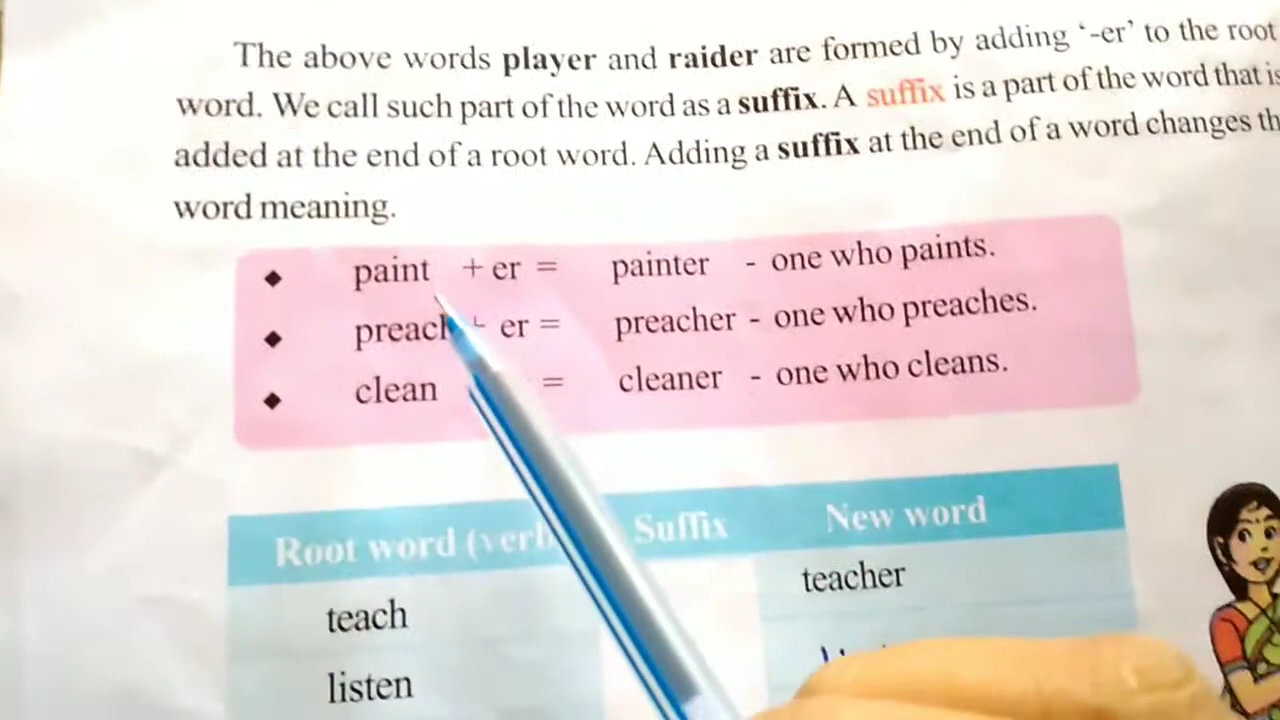 The above words player and raider are formed by adding ‘-er’ to the root
word. We call such part of the word as a suffix. A suffix is a part of the word that is
added at the end of a root word. Adding a suffix at the end of a word changes th
word meaning.
◆ paint + er = painter - one who paints.
◆ preach + er = preacher - one who preaches.
◆ clean = cleaner - one who cleans.
Root word (verb Suffix New word
teach teacher
listen